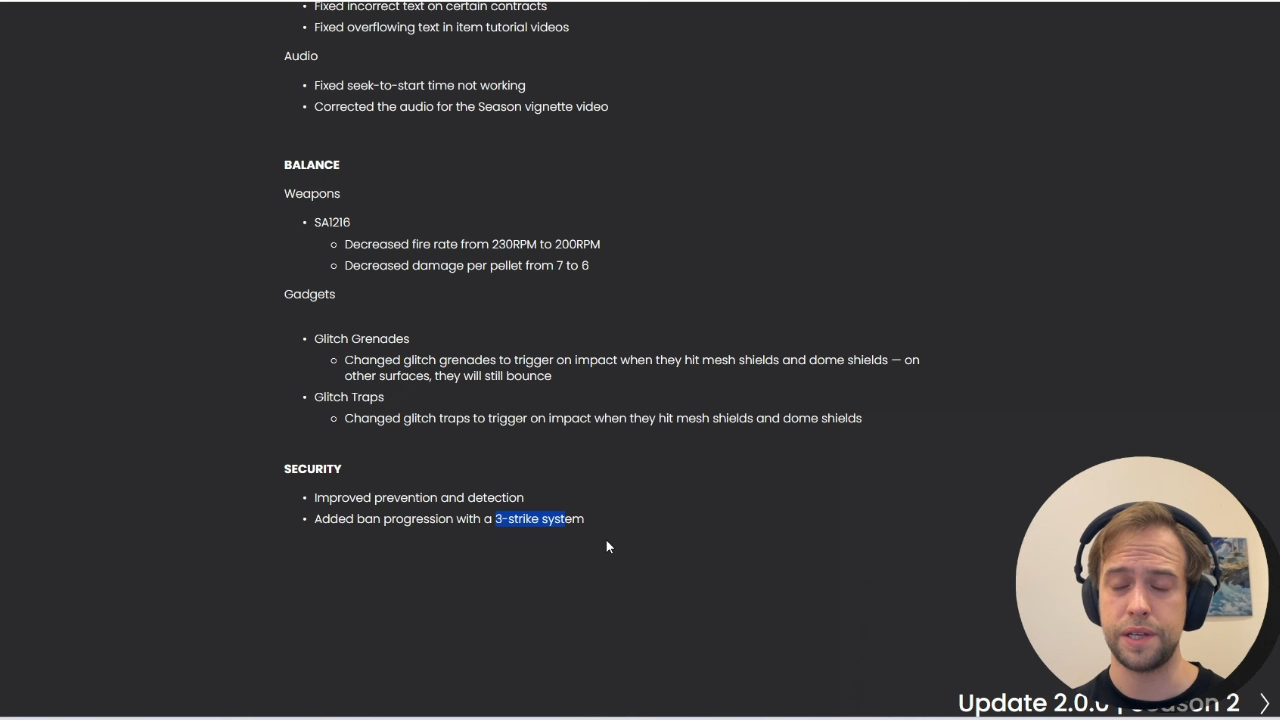 • Fixed incorrect text on certain contracts
• Fixed overflowing text in item tutorial videos
Audio
• Fixed seek-to-start time not working
• Corrected the audio for the Season vignette video
BALANCE
Weapons
• SA1216
○ Decreased fire rate from 230RPM to 200RPM
○ Decreased damage per pellet from 7 to 6
Gadgets
• Glitch Grenades
○ Changed glitch grenades to trigger on impact when they hit mesh shields and dome shields — on
other surfaces, they will still bounce
• Glitch Traps
○ Changed glitch traps to trigger on impact when they hit mesh shields and dome shields
SECURITY
• Improved prevention and detection
• Added ban progression with a 3-strike system
Update 2.0.0 | Season 2